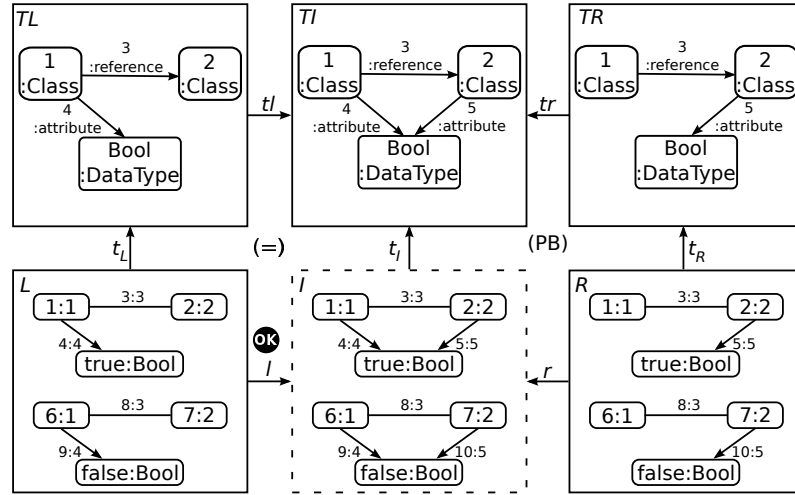 TL
1
:Class
3
:reference
2
:Class
4
:attribute
Bool
:DataType
tl
TI
1
:Class
3
:reference
2
:Class
4
:attribute
5
:attribute
Bool
:DataType
tr
TR
1
:Class
3
:reference
2
:Class
5
:attribute
Bool
:DataType
t_L
(=)
t_I
(PB)
t_R
L
1:1
3:3
2:2
4:4
true:Bool
6:1
8:3
7:2
9:4
false:Bool
OK
l
I
1:1
3:3
2:2
4:4
5:5
true:Bool
6:1
8:3
7:2
9:4
10:5
false:Bool
r
R
1:1
3:3
2:2
5:5
true:Bool
6:1
8:3
7:2
10:5
false:Bool